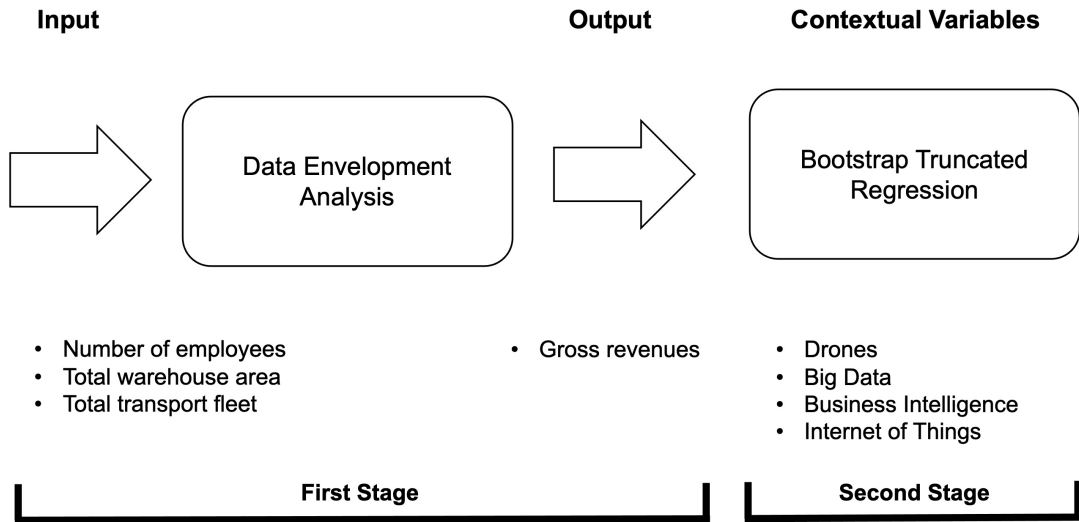 Input
Output
Contextual Variables
Data Envelopment
Analysis
Bootstrap Truncated
Regression
• Number of employees
• Total warehouse area
• Total transport fleet
• Gross revenues
• Drones
• Big Data
• Business Intelligence
• Internet of Things
First Stage
Second Stage